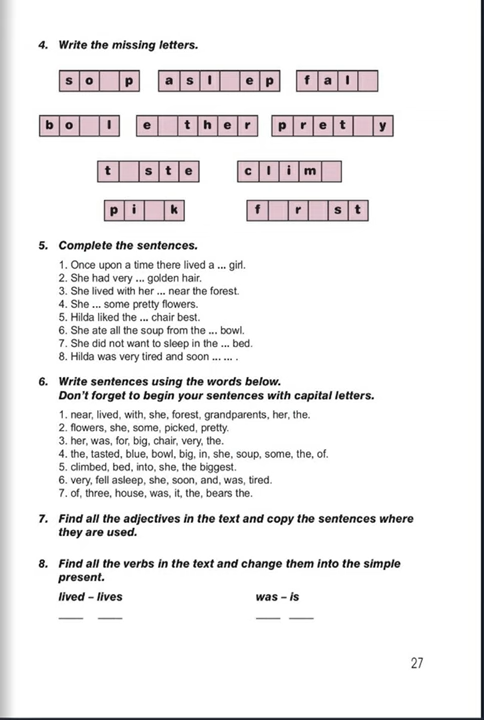 4. Write the missing letters.
s o _ p   a s l _ e p   f a l _
b o _ l   e _ t h e r   p r e t _ y
t _ s t e   c l i m _
p i _ k   f _ r _ s t
5. Complete the sentences.
1. Once upon a time there lived a ... girl.
2. She had very ... golden hair.
3. She lived with her ... near the forest.
4. She ... some pretty flowers.
5. Hilda liked the ... chair best.
6. She ate all the soup from the ... bowl.
7. She did not want to sleep in the ... bed.
8. Hilda was very tired and soon ... ... .
6. Write sentences using the words below.
Don't forget to begin your sentences with capital letters.
1. near, lived, with, she, forest, grandparents, her, the.
2. flowers, she, some, picked, pretty.
3. her, was, for, big, chair, very, the.
4. the, tasted, blue, bowl, big, in, she, soup, some, the, of.
5. climbed, bed, into, she, the biggest.
6. very, fell asleep, she, soon, and, was, tired.
7. of, three, house, was, it, the, bears the.
7. Find all the adjectives in the text and copy the sentences where
they are used.
8. Find all the verbs in the text and change them into the simple
present.
lived – lives   was – is
____ ____   ____ ____
27